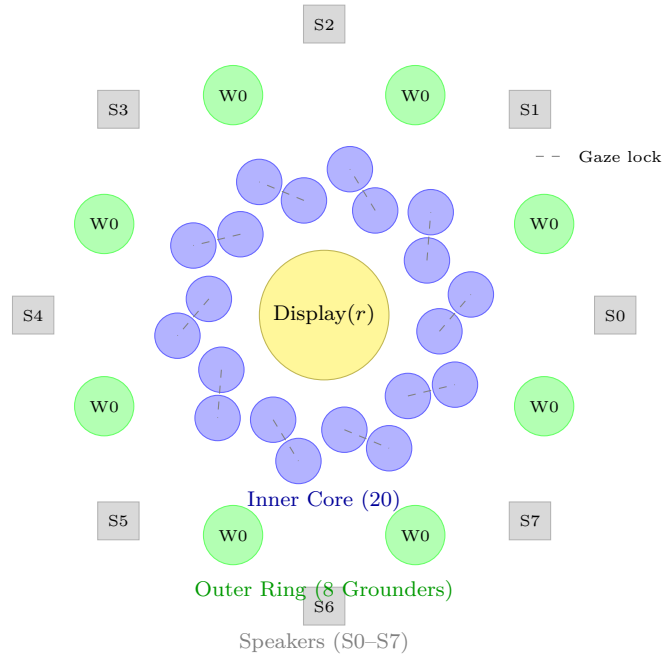 S2
W0
W0
S3
S1
Gaze lock
W0
W0
Display(r)
S4
S0
W0
W0
Inner Core (20)
S5
S7
W0
W0
Outer Ring (8 Grounders)
S6
Speakers (S0–S7)